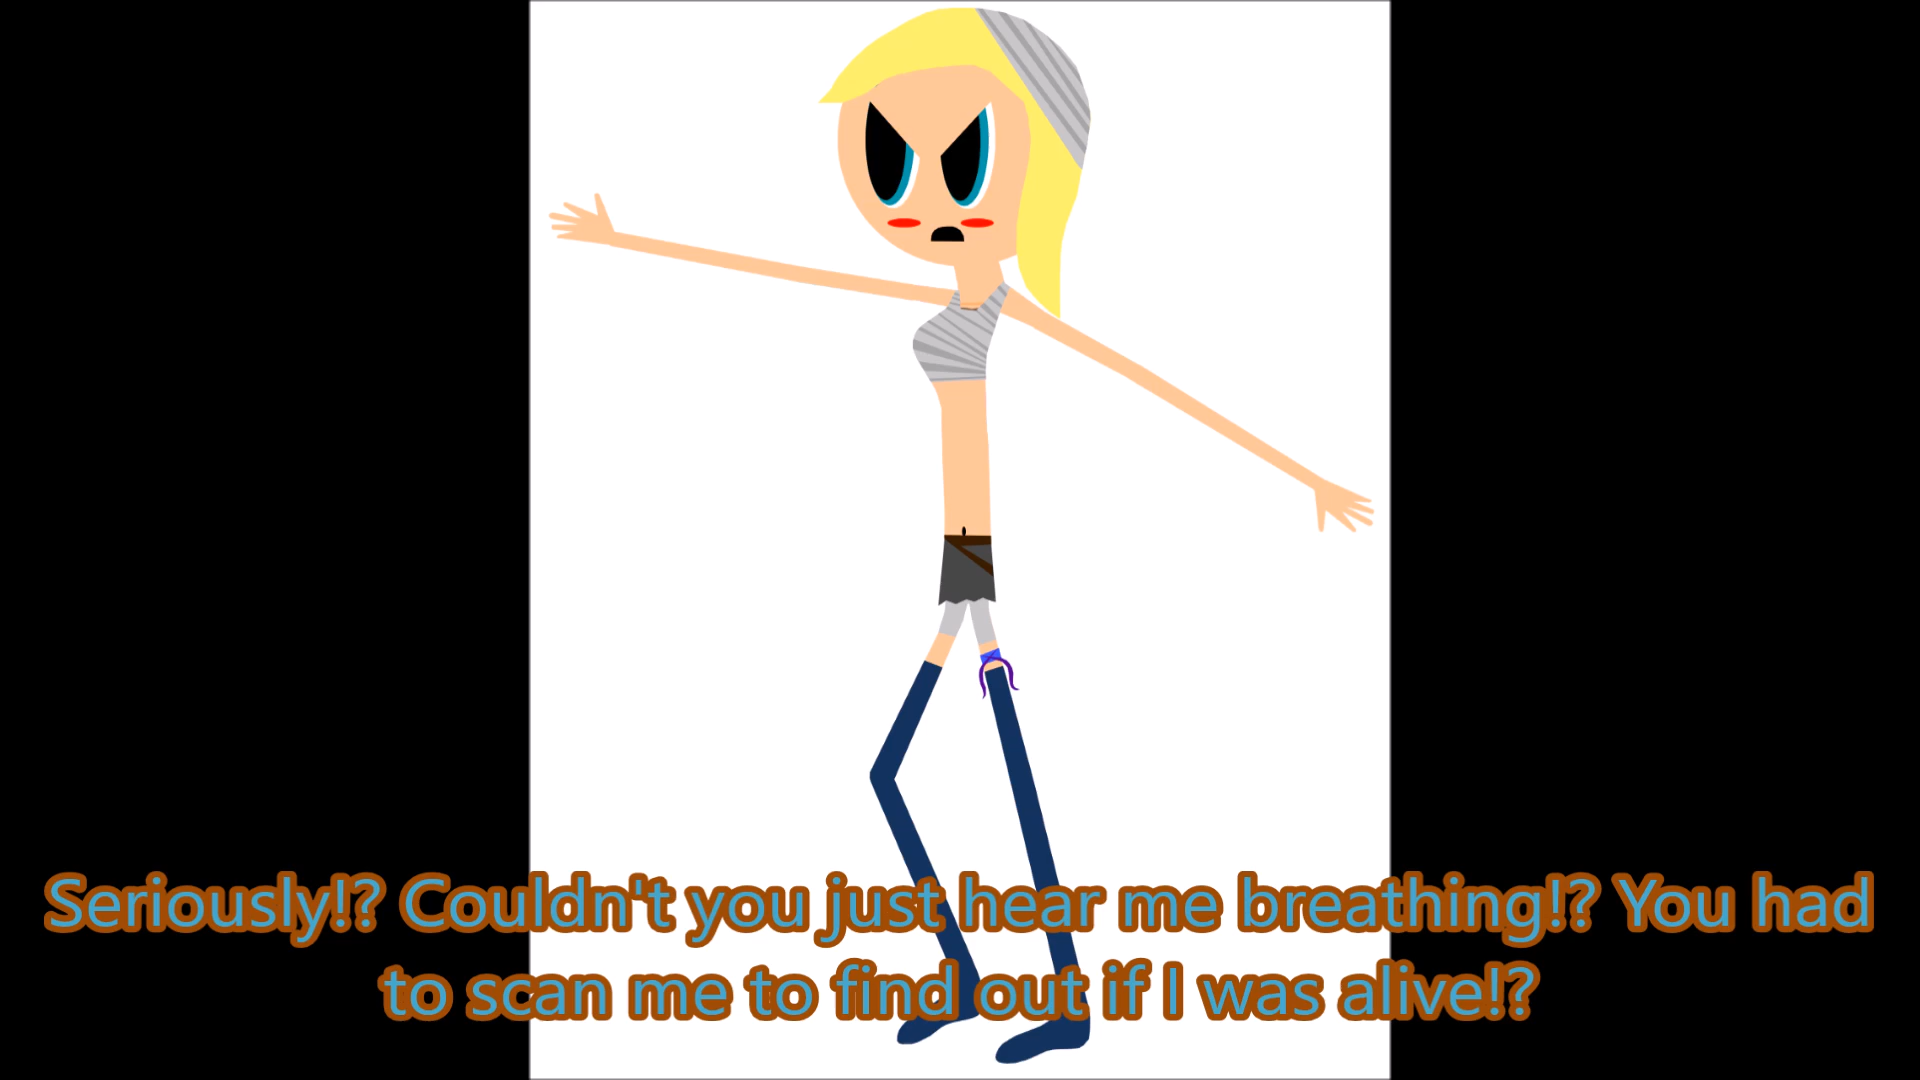 Seriously!? Couldn't you just hear me breathing!? You had
to scan me to find out if I was alive!?